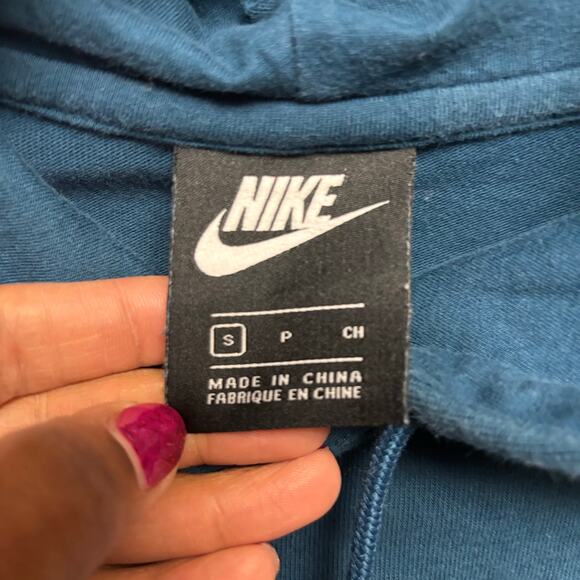 NIKE
S P CH
MADE IN CHINA
FABRIQUE EN CHINE